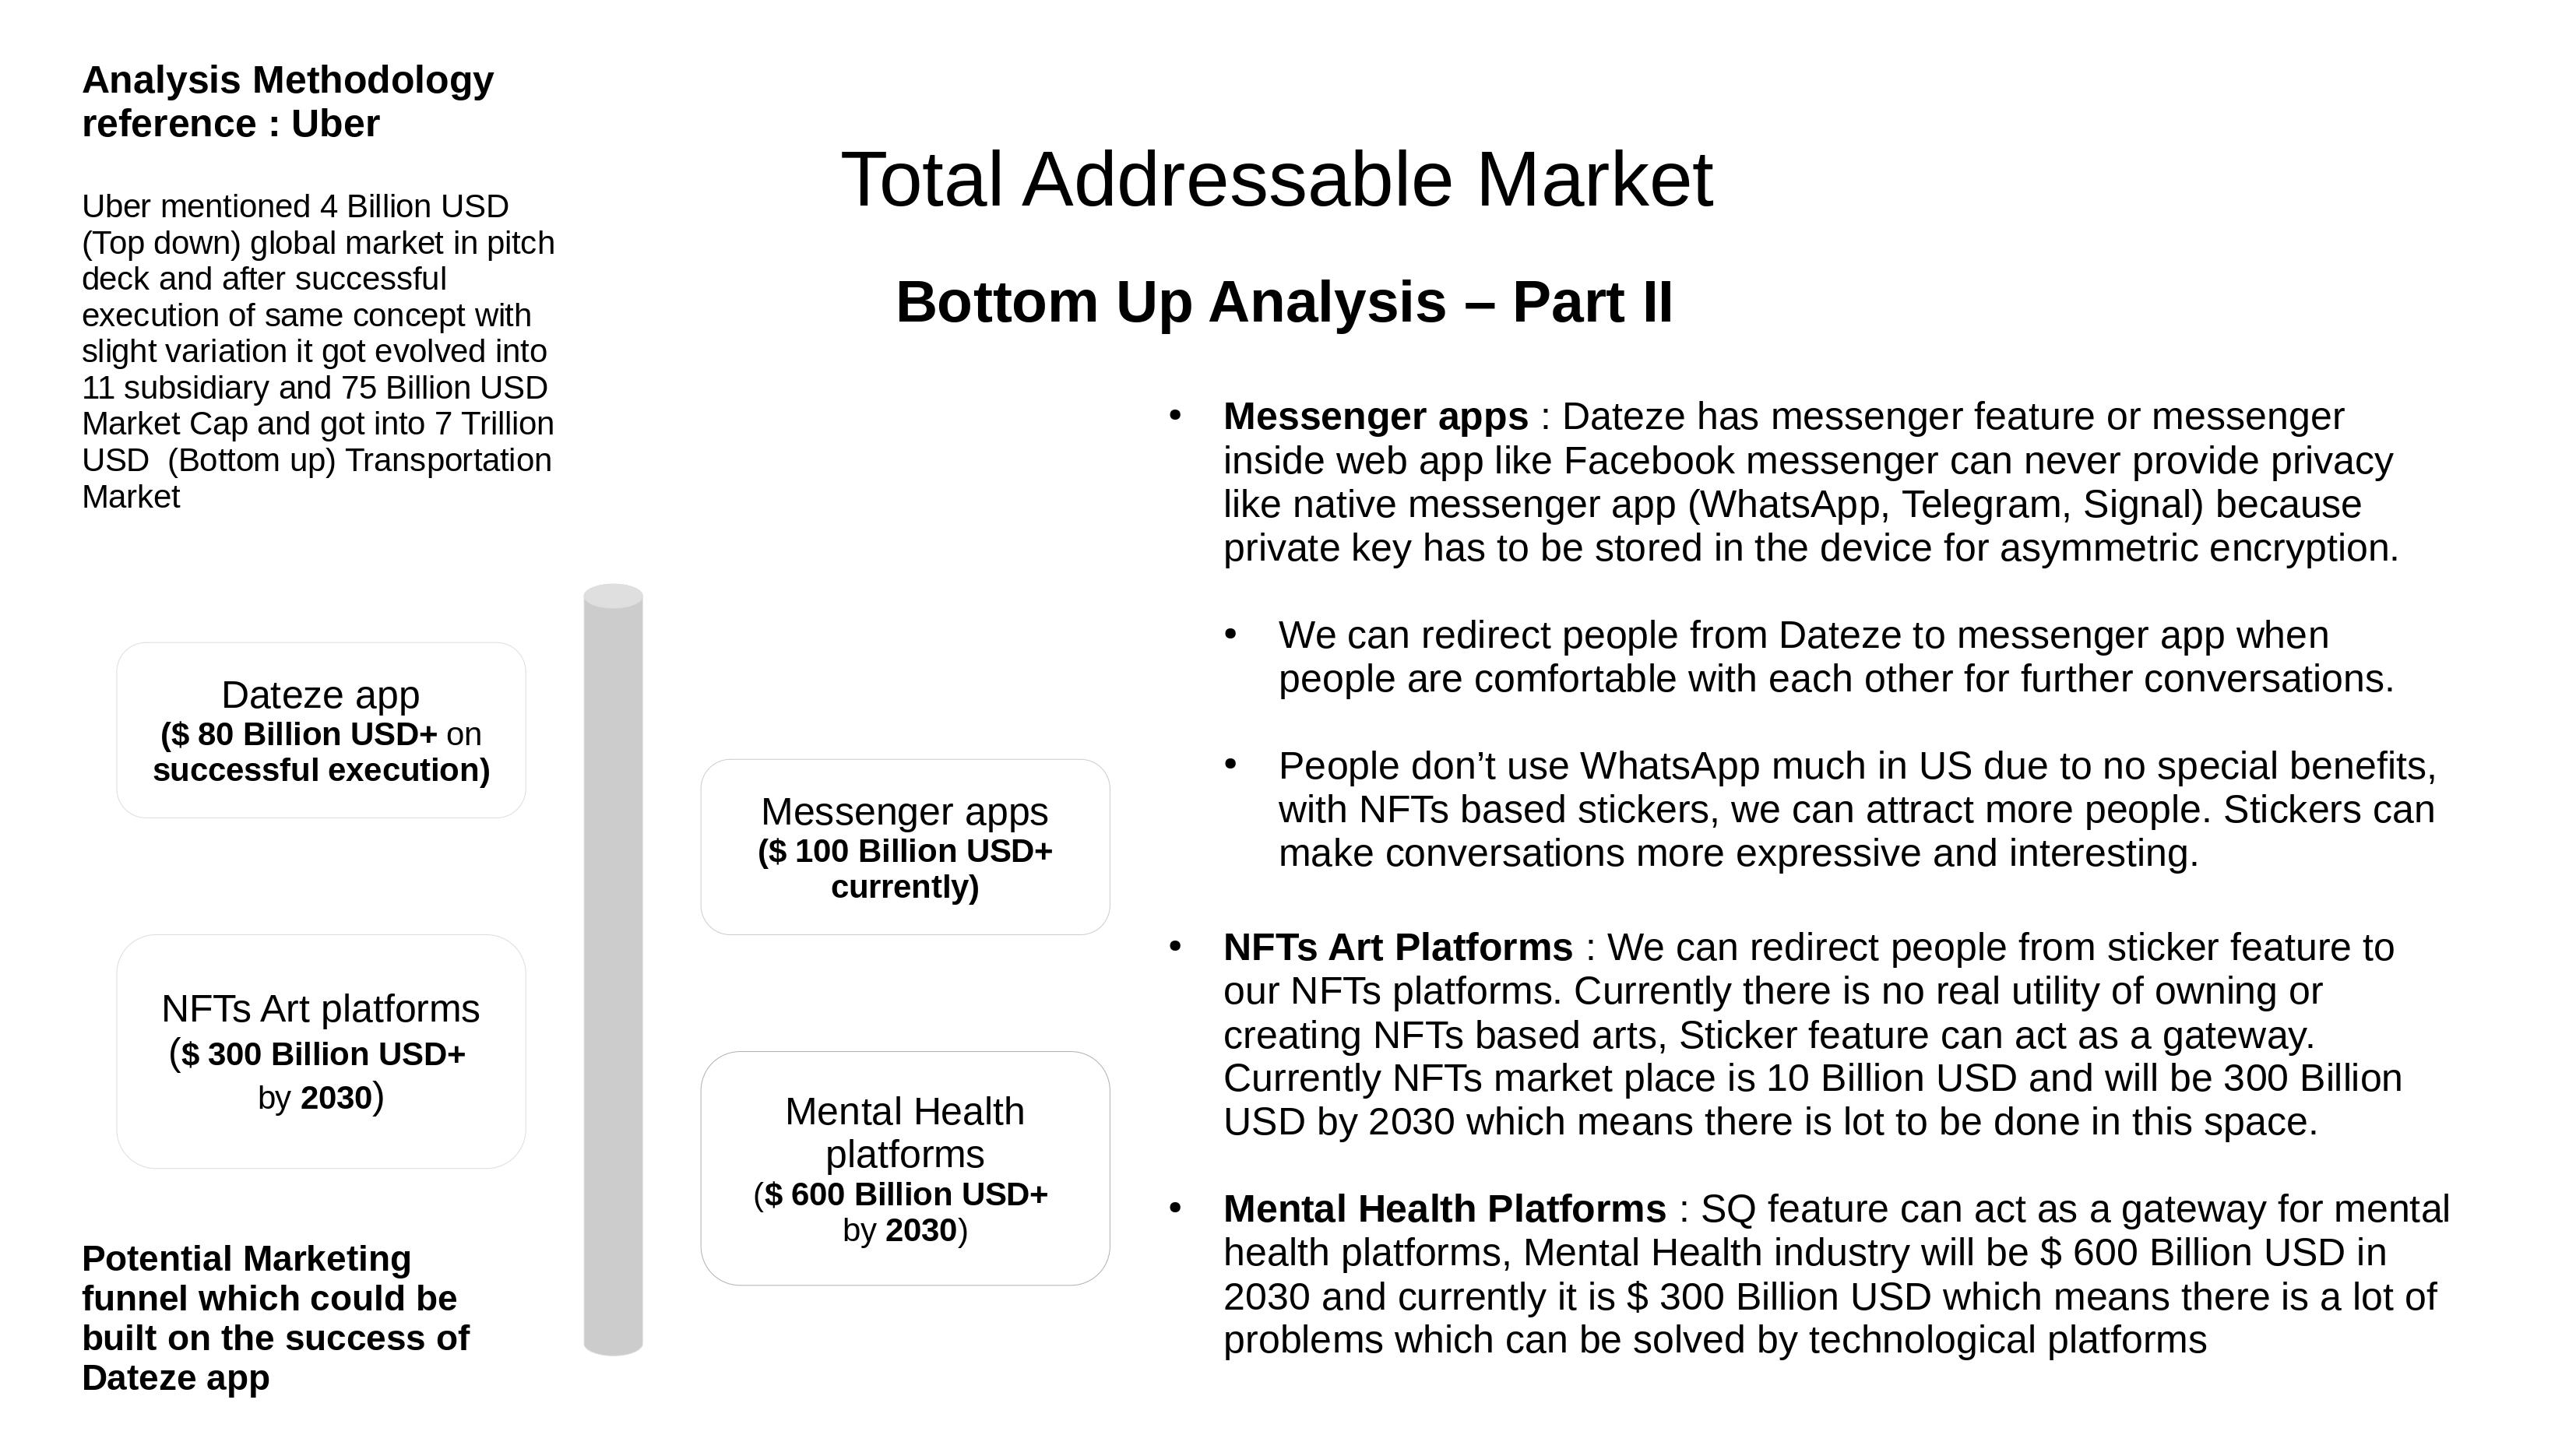 Analysis Methodology
reference : Uber
Uber mentioned 4 Billion USD
(Top down) global market in pitch
deck and after successful
execution of same concept with
slight variation it got evolved into
11 subsidiary and 75 Billion USD
Market Cap and got into 7 Trillion
USD  (Bottom up) Transportation
Market
Total Addressable Market
Bottom Up Analysis – Part II
Dateze app
($ 80 Billion USD+ on
successful execution)
Messenger apps
($ 100 Billion USD+
currently)
NFTs Art platforms
($ 300 Billion USD+
by 2030)
Mental Health
platforms
($ 600 Billion USD+
by 2030)
Potential Marketing
funnel which could be
built on the success of
Dateze app
• Messenger apps : Dateze has messenger feature or messenger
inside web app like Facebook messenger can never provide privacy
like native messenger app (WhatsApp, Telegram, Signal) because
private key has to be stored in the device for asymmetric encryption.
• We can redirect people from Dateze to messenger app when
people are comfortable with each other for further conversations.
• People don’t use WhatsApp much in US due to no special benefits,
with NFTs based stickers, we can attract more people. Stickers can
make conversations more expressive and interesting.
• NFTs Art Platforms : We can redirect people from sticker feature to
our NFTs platforms. Currently there is no real utility of owning or
creating NFTs based arts, Sticker feature can act as a gateway.
Currently NFTs market place is 10 Billion USD and will be 300 Billion
USD by 2030 which means there is lot to be done in this space.
• Mental Health Platforms : SQ feature can act as a gateway for mental
health platforms, Mental Health industry will be $ 600 Billion USD in
2030 and currently it is $ 300 Billion USD which means there is a lot of
problems which can be solved by technological platforms